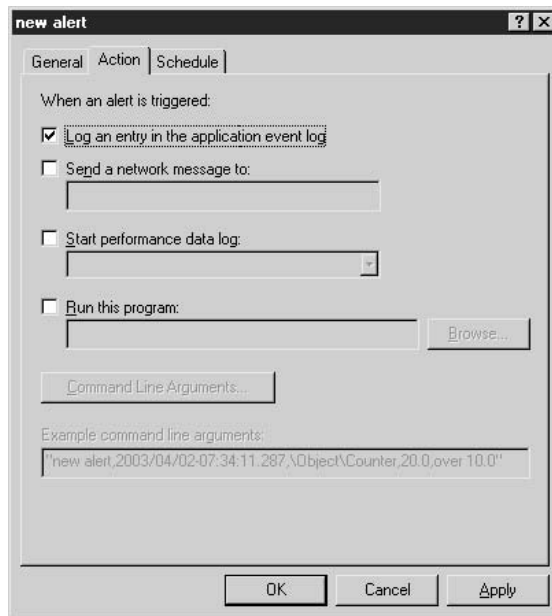 new alert
General Action Schedule
When an alert is triggered:
Log an entry in the application event log
Send a network message to:
Start performance data log:
Run this program:
Browse...
Command Line Arguments...
Example command line arguments:
"new alert,2003/04/02-07:34:11.287,\Object\Counter,20.0,over 10.0"
OK Cancel Apply